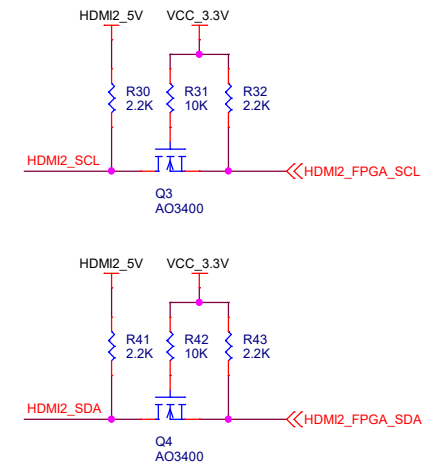 HDMI2_5V VCC_3.3V
R30 R31 R32
2.2K 10K 2.2K
HDMI2_SCL
HDMI2_FPGA_SCL
Q3
AO3400
HDMI2_5V VCC_3.3V
R41 R42 R43
2.2K 10K 2.2K
HDMI2_SDA
HDMI2_FPGA_SDA
Q4
AO3400